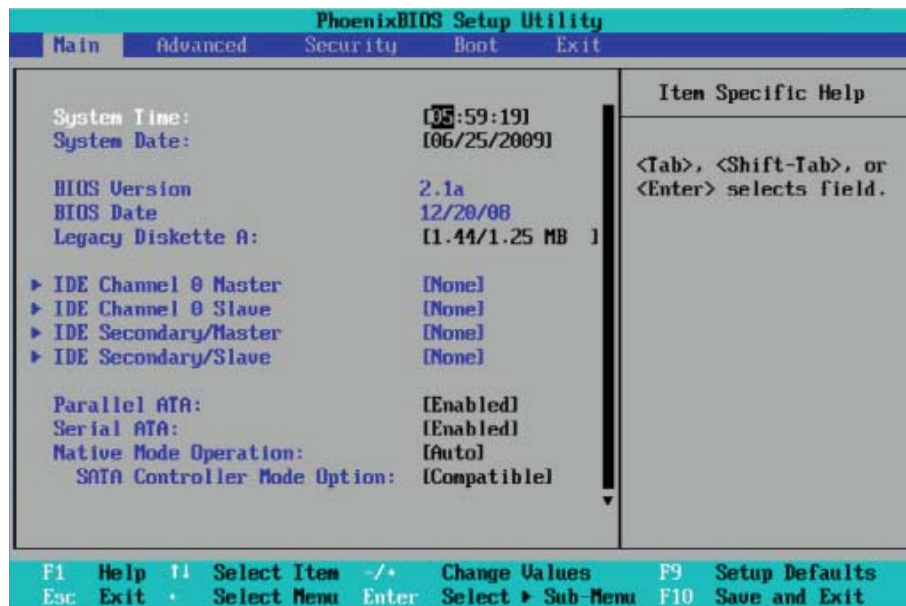 PhoenixBIOS Setup Utility
Main Advanced Security Boot Exit
Item Specific Help
System Time: [05:59:19]
System Date: [06/25/2009]
<Tab>, <Shift-Tab>, or
<Enter> selects field.
BIOS Version 2.1a
BIOS Date 12/20/08
Legacy Diskette A: [1.44/1.25 MB ]
IDE Channel 0 Master [None]
IDE Channel 0 Slave [None]
IDE Secondary/Master [None]
IDE Secondary/Slave [None]
Parallel ATA: [Enabled]
Serial ATA: [Enabled]
Native Mode Operation: [Auto]
SATA Controller Mode Option: [Compatible]
F1 Help ↑↓ Select Item -/+ Change Values F9 Setup Defaults
Esc Exit Select Menu Enter Select ▶ Sub-Menu F10 Save and Exit